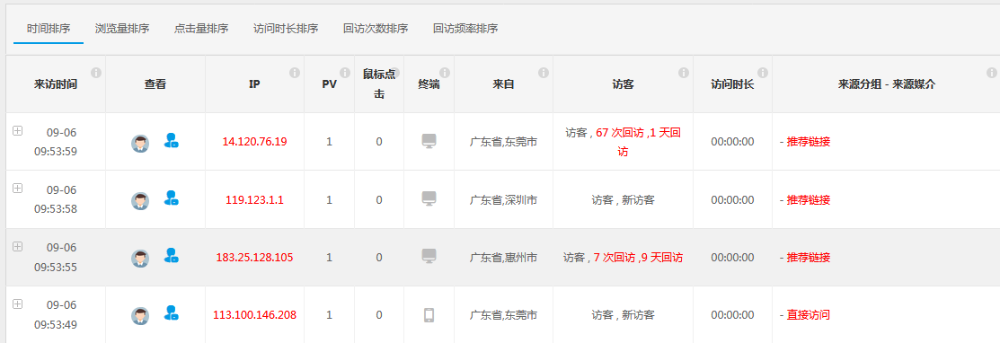 时间排序 浏览量排序 点击量排序 访问时长排序 回访次数排序 回访频率排序
来访时间 查看 IP PV 鼠标点击 终端 来自 访客 访问时长 来源分组 - 来源媒介
09-06 09:53:59 14.120.76.19 1 0 广东省,东莞市 访客 , 67 次回访 ,1 天回访 00:00:00 - 推荐链接
09-06 09:53:58 119.123.1.1 1 0 广东省,深圳市 访客 , 新访客 00:00:00 - 推荐链接
09-06 09:53:55 183.25.128.105 1 0 广东省,惠州市 访客 , 7 次回访 ,9 天回访 00:00:00 - 推荐链接
09-06 09:53:49 113.100.146.208 1 0 广东省,东莞市 访客 , 新访客 00:00:00 - 直接访问